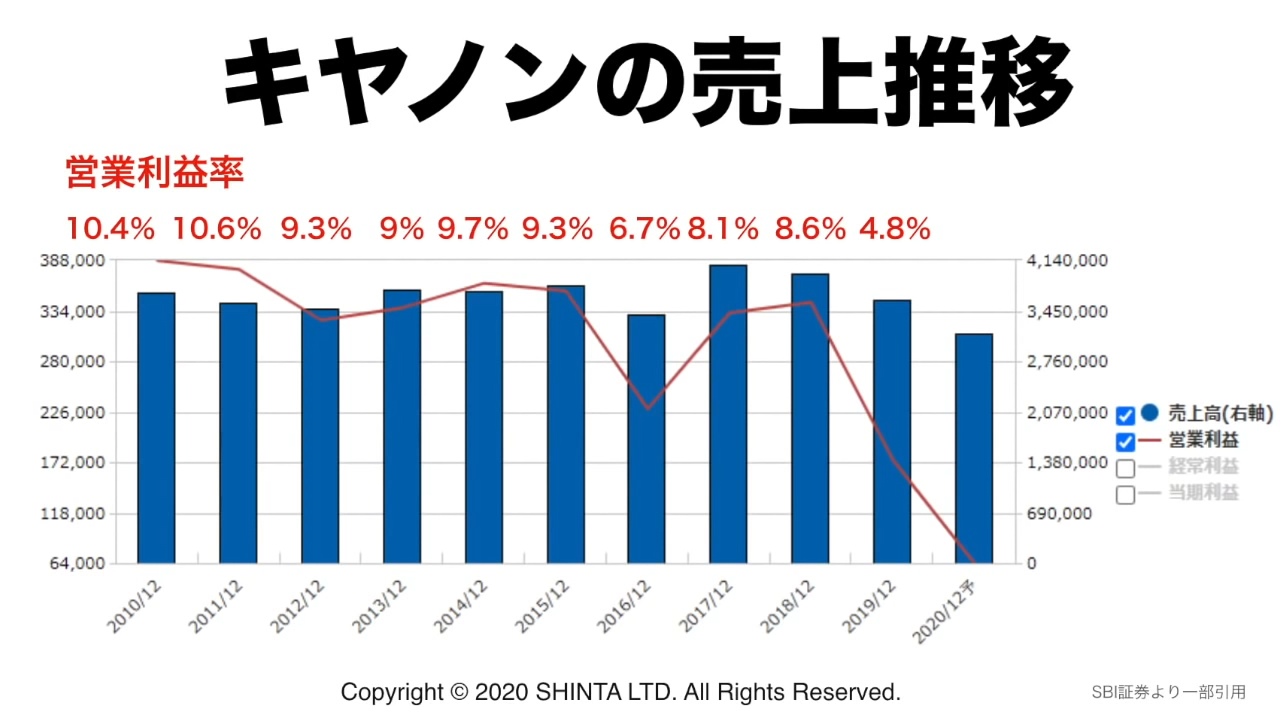 キヤノンの売上推移
営業利益率
10.4% 10.6% 9.3% 9% 9.7% 9.3% 6.7% 8.1% 8.6% 4.8%
388,000 4,140,000
334,000 3,450,000
280,000 2,760,000
226,000 2,070,000
172,000 1,380,000
118,000 690,000
64,000 0
売上高(右軸)
営業利益
経常利益
当期利益
2010/12 2011/12 2012/12 2013/12 2014/12 2015/12 2016/12 2017/12 2018/12 2019/12 2020/12予
Copyright © 2020 SHINTA LTD. All Rights Reserved.
SBI証券より一部引用